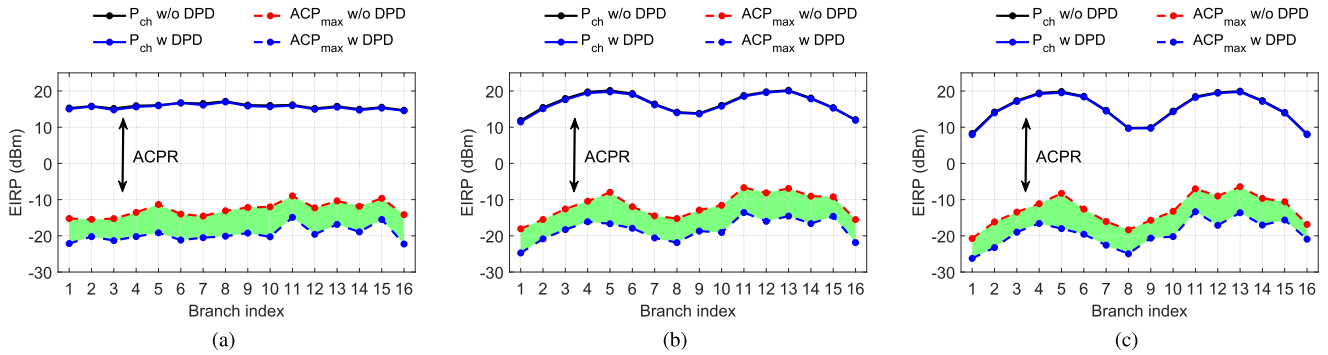 P_ch w/o DPD ACP_max w/o DPD
P_ch w DPD ACP_max w DPD
20
10
0
-10
-20
-30
EIRP (dBm)
ACPR
1 2 3 4 5 6 7 8 9 10 11 12 13 14 15 16
Branch index
(a)
P_ch w/o DPD ACP_max w/o DPD
P_ch w DPD ACP_max w DPD
20
10
0
-10
-20
-30
EIRP (dBm)
ACPR
1 2 3 4 5 6 7 8 9 10 11 12 13 14 15 16
Branch index
(b)
P_ch w/o DPD ACP_max w/o DPD
P_ch w DPD ACP_max w DPD
20
10
0
-10
-20
-30
EIRP (dBm)
ACPR
1 2 3 4 5 6 7 8 9 10 11 12 13 14 15 16
Branch index
(c)